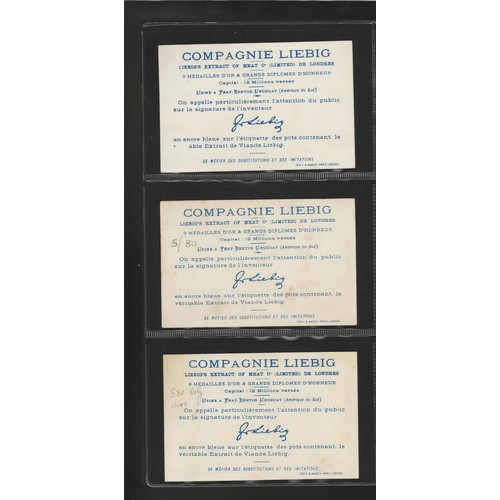 COMPAGNIE LIEBIG
LIEBIG'S EXTRACT OF MEAT Co (LIMITED) DE LONDRES
9 MÉDAILLES D'OR & GRANDS DIPLOMES D'HONNEUR
Capital : 12 Millions versés
USINE A FRAY-BENTOS URUGUAY (Amérique du Sud)
On appelle particulièrement l'attention du public
sur la signature de l'inventeur
J v Liebig
en encre bleue sur l'étiquette des pots contenant le
able Extrait de Viande Liebig.
SE MÉFIER DES SUBSTITUTIONS ET DES IMITATIONS
COMPAGNIE LIEBIG
LIEBIG'S EXTRACT OF MEAT Co (LIMITED) DE LONDRES
5/80
9 MÉDAILLES D'OR & GRANDS DIPLOMES D'HONNEUR
Capital : 12 Millions versés
USINE A FRAY-BENTOS URUGUAY (Amérique du Sud)
On appelle particulièrement l'attention du public
sur la signature de l'inventeur
J v Liebig
en encre bleue sur l'étiquette des pots contenant le
véritable Extrait de Viande Liebig.
SE MÉFIER DES SUBSTITUTIONS ET DES IMITATIONS.
COMPAGNIE LIEBIG
LIEBIG'S EXTRACT OF MEAT Co (LIMITED) DE LONDRES
9 MÉDAILLES D'OR & GRANDS DIPLOMES D'HONNEUR
Capital : 12 Millions versés
USINE A FRAY-BENTOS URUGUAY (Amérique du Sud)
On appelle particulièrement l'attention du public
sur la signature de l'inventeur
J v Liebig
en encre bleue sur l'étiquette des pots contenant le
véritable Extrait de Viande Liebig.
SE MÉFIER DES SUBSTITUTIONS ET DES IMITATIONS